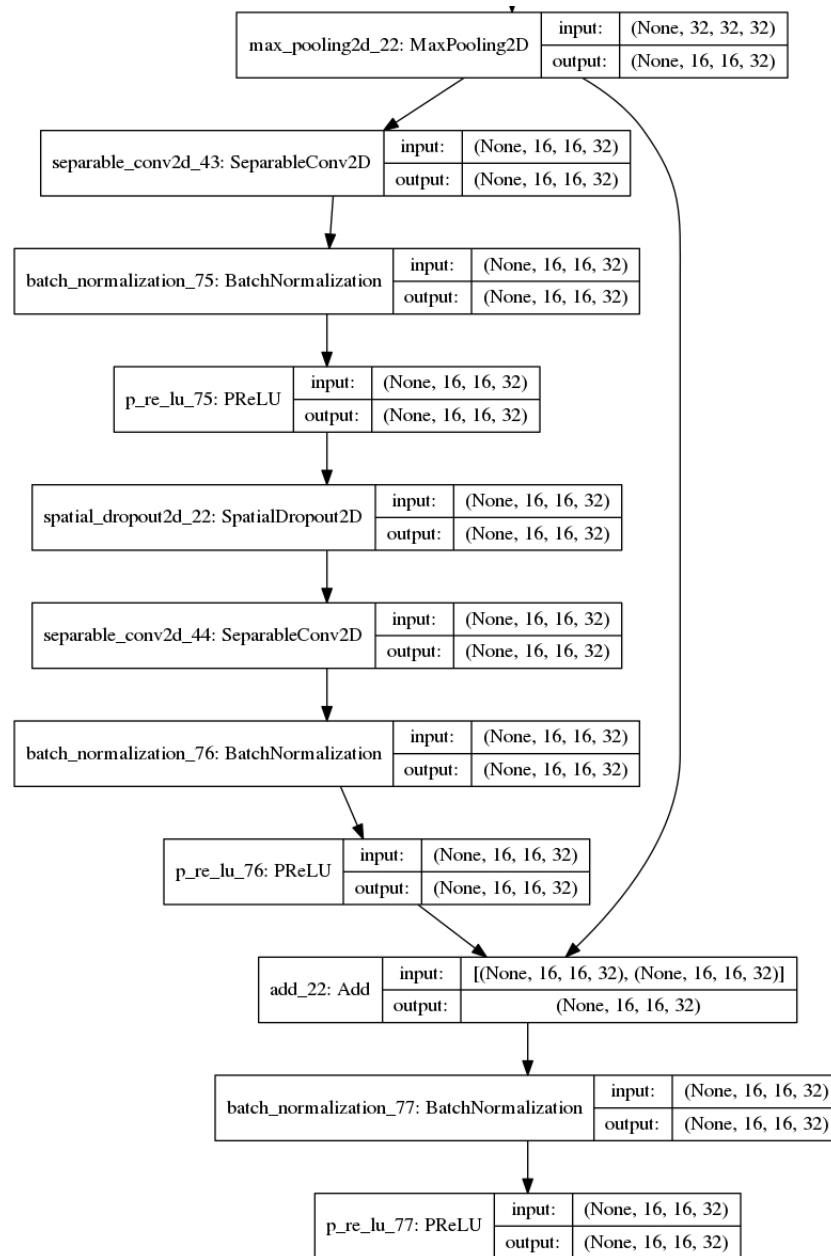 max_pooling2d_22: MaxPooling2D
input: (None, 32, 32, 32)
output: (None, 16, 16, 32)
separable_conv2d_43: SeparableConv2D
input: (None, 16, 16, 32)
output: (None, 16, 16, 32)
batch_normalization_75: BatchNormalization
input: (None, 16, 16, 32)
output: (None, 16, 16, 32)
p_re_lu_75: PReLU
input: (None, 16, 16, 32)
output: (None, 16, 16, 32)
spatial_dropout2d_22: SpatialDropout2D
input: (None, 16, 16, 32)
output: (None, 16, 16, 32)
separable_conv2d_44: SeparableConv2D
input: (None, 16, 16, 32)
output: (None, 16, 16, 32)
batch_normalization_76: BatchNormalization
input: (None, 16, 16, 32)
output: (None, 16, 16, 32)
p_re_lu_76: PReLU
input: (None, 16, 16, 32)
output: (None, 16, 16, 32)
add_22: Add
input: [(None, 16, 16, 32), (None, 16, 16, 32)]
output: (None, 16, 16, 32)
batch_normalization_77: BatchNormalization
input: (None, 16, 16, 32)
output: (None, 16, 16, 32)
p_re_lu_77: PReLU
input: (None, 16, 16, 32)
output: (None, 16, 16, 32)